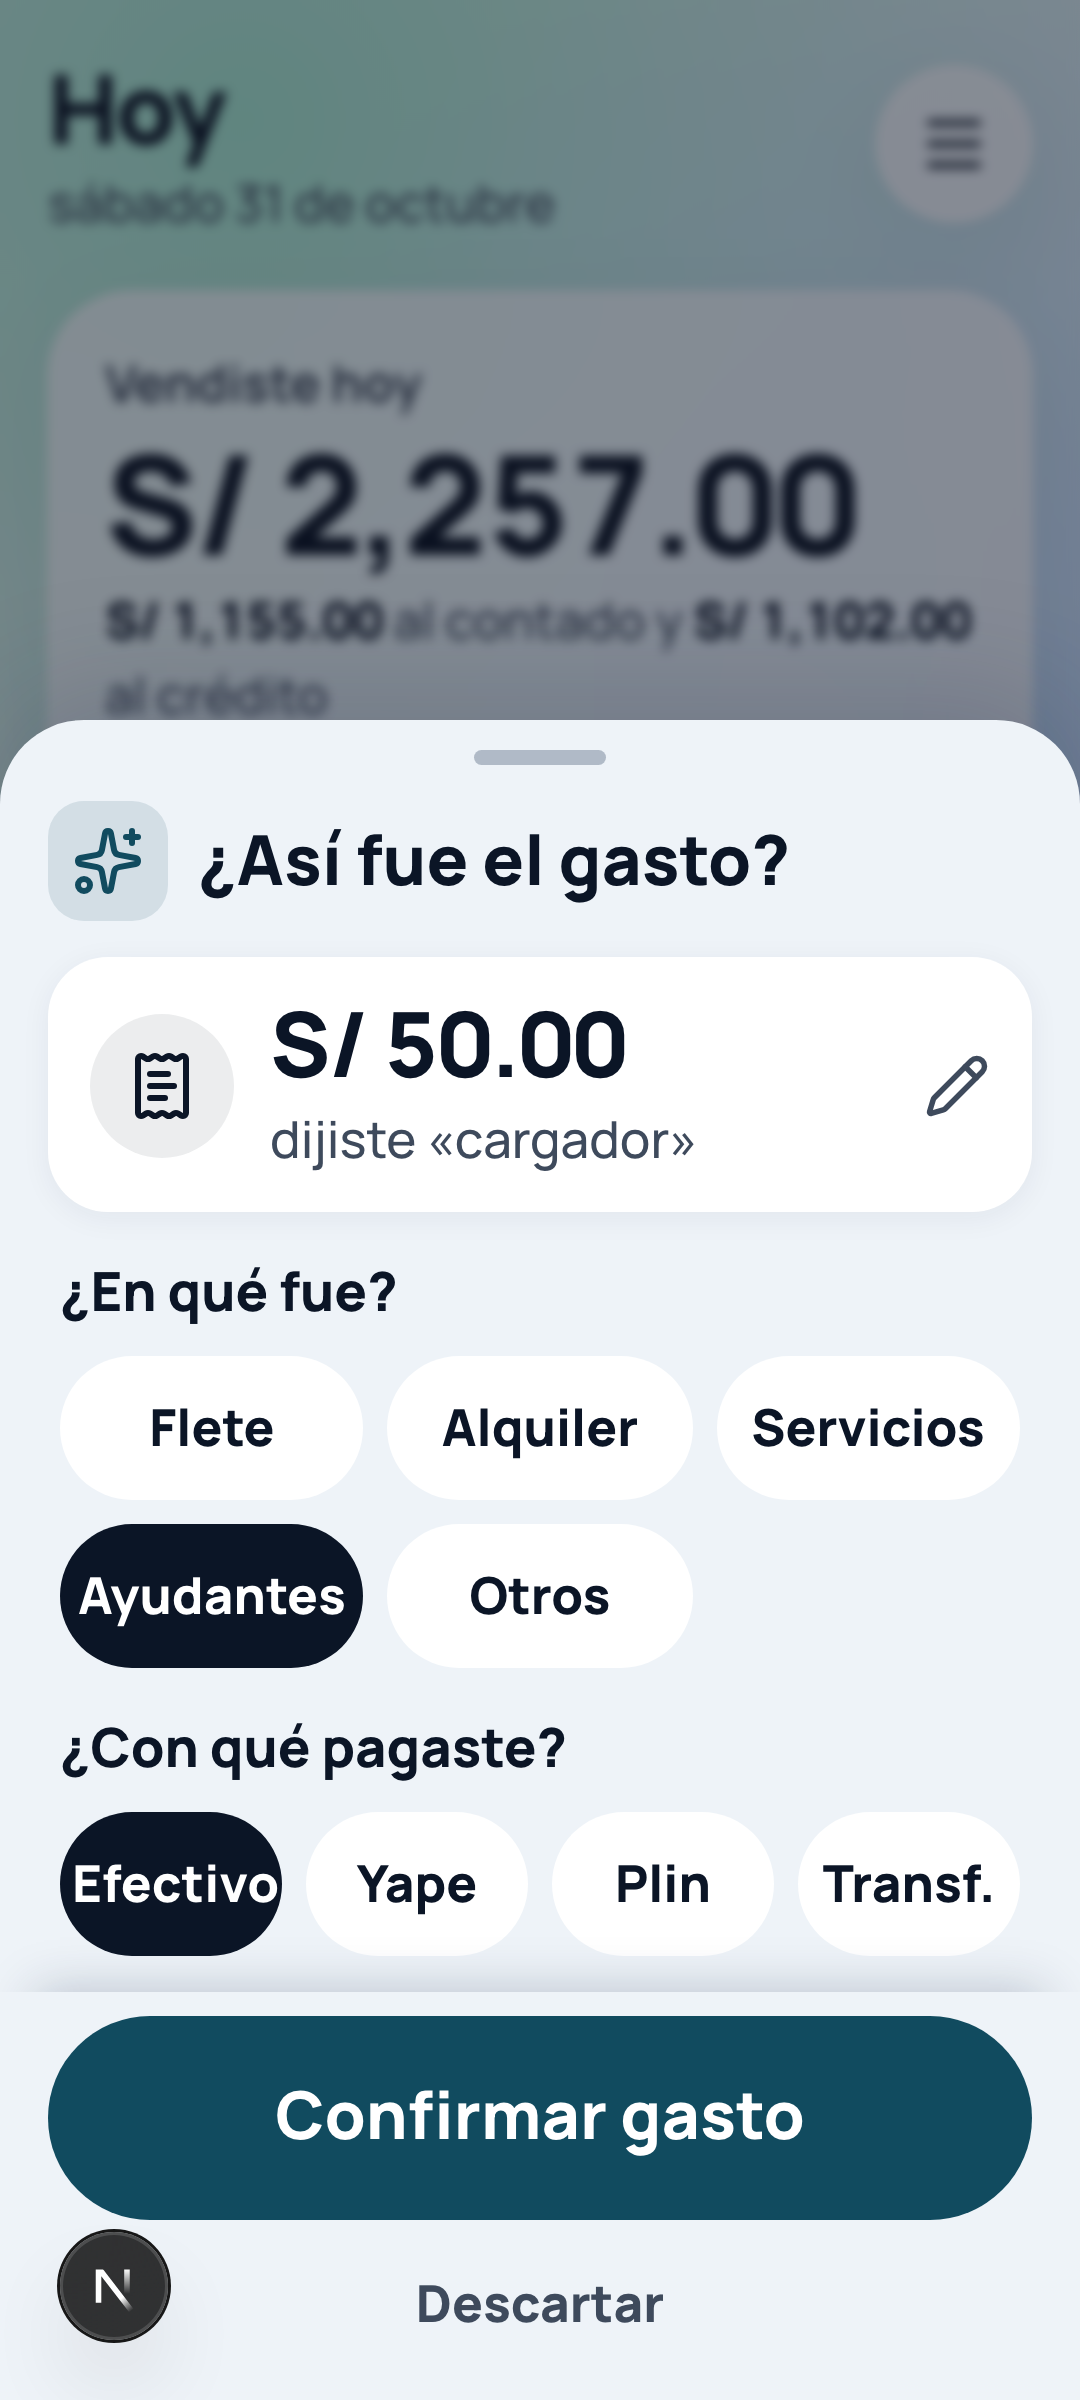 Hoy
sábado 31 de octubre
Vendiste hoy
S/ 2,257.00
S/ 1,155.00 al contado y S/ 1,102.00
al crédito
¿Así fue el gasto?
S/ 50.00
dijiste «cargador»
¿En qué fue?
Flete
Alquiler
Servicios
Ayudantes
Otros
¿Con qué pagaste?
Efectivo
Yape
Plin
Transf.
Confirmar gasto
N
Descartar